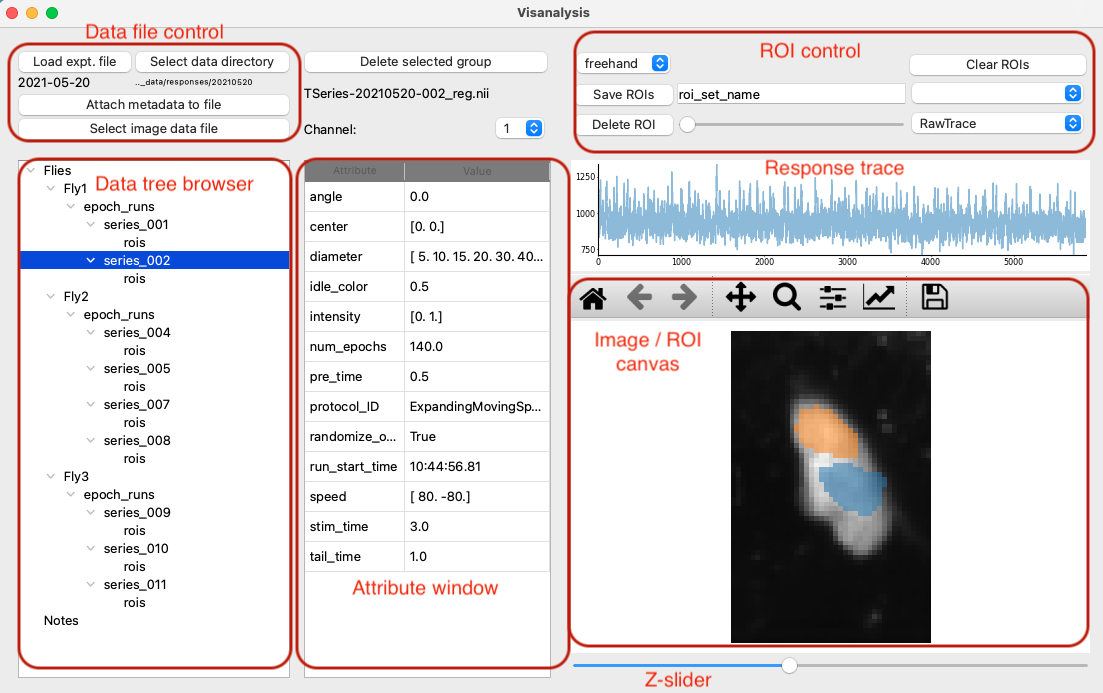 Visanalysis
Data file control
Load expt. file
Select data directory
2021-05-20
..._data/responses/20210520
Attach metadata to file
Select image data file
Delete selected group
TSeries-20210520-002_reg.nii
Channel:
1
ROI control
freehand
Clear ROIs
Save ROIs
roi_set_name
Delete ROI
RawTrace
Data tree browser
Flies
Fly1
epoch_runs
series_001
rois
series_002
rois
Fly2
epoch_runs
series_004
rois
series_005
rois
series_007
rois
series_008
rois
Fly3
epoch_runs
series_009
rois
series_010
rois
series_011
rois
Notes
Attribute Value
angle 0.0
center [0. 0.]
diameter [ 5. 10. 15. 20. 30. 40...
idle_color 0.5
intensity [0. 1.]
num_epochs 140.0
pre_time 0.5
protocol_ID ExpandingMovingSp...
randomize_o... True
run_start_time 10:44:56.81
speed [ 80. -80.]
stim_time 3.0
tail_time 1.0
Attribute window
Response trace
1250
1000
750
0 1000 2000 3000 4000 5000
Image / ROI
canvas
Z-slider